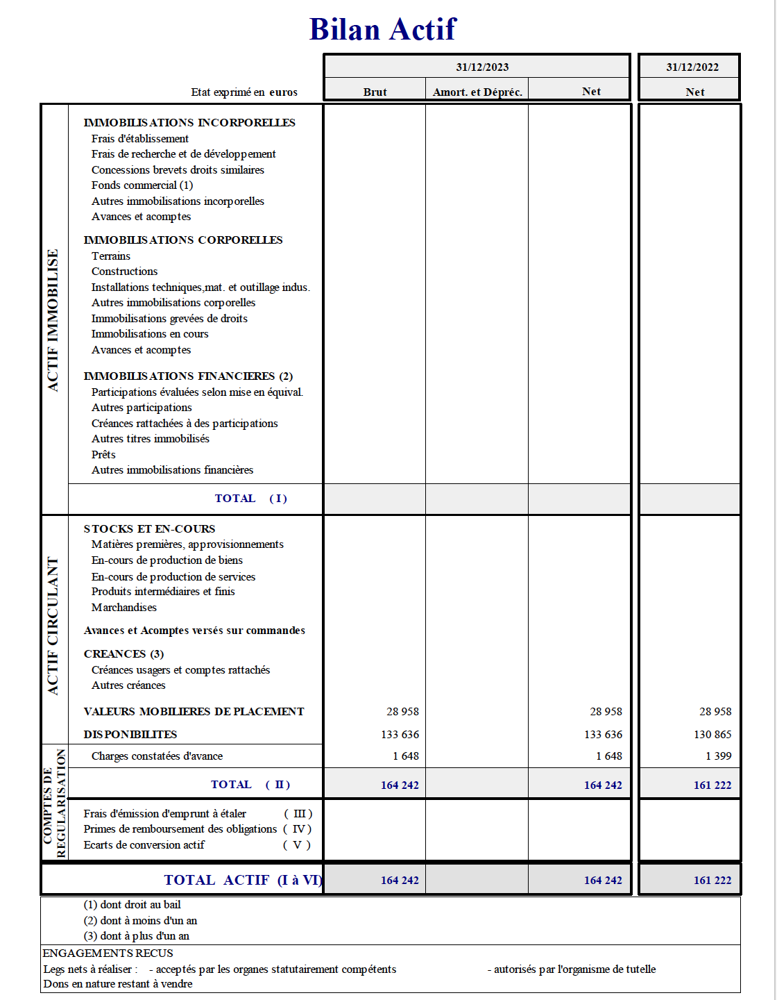 Bilan Actif
31/12/2023 31/12/2022
Etat exprimé en euros Brut Amort. et Dépréc. Net Net
ACTIF IMMOBILISE
IMMOBILISATIONS INCORPORELLES
Frais d'établissement
Frais de recherche et de développement
Concessions brevets droits similaires
Fonds commercial (1)
Autres immobilisations incorporelles
Avances et acomptes
IMMOBILISATIONS CORPORELLES
Terrains
Constructions
Installations techniques,mat. et outillage indus.
Autres immobilisations corporelles
Immobilisations grevées de droits
Immobilisations en cours
Avances et acomptes
IMMOBILISATIONS FINANCIERES (2)
Participations évaluées selon mise en équival.
Autres participations
Créances rattachées à des participations
Autres titres immobilisés
Prêts
Autres immobilisations financières
TOTAL ( I )
ACTIF CIRCULANT
STOCKS ET EN-COURS
Matières premières, approvisionnements
En-cours de production de biens
En-cours de production de services
Produits intermédiaires et finis
Marchandises
Avances et Acomptes versés sur commandes
CREANCES (3)
Créances usagers et comptes rattachés
Autres créances
VALEURS MOBILIERES DE PLACEMENT 28 958 28 958 28 958
DISPONIBILITES 133 636 133 636 130 865
COMPTES DE
REGULARISATION
Charges constatées d'avance 1 648 1 648 1 399
TOTAL ( II ) 164 242 164 242 161 222
Frais d'émission d'emprunt à étaler ( III )
Primes de remboursement des obligations ( IV )
Ecarts de conversion actif ( V )
TOTAL ACTIF (I à VI) 164 242 164 242 161 222
(1) dont droit au bail
(2) dont à moins d'un an
(3) dont à plus d'un an
ENGAGEMENTS RECUS
Legs nets à réaliser : - acceptés par les organes statutairement compétents - autorisés par l'organisme de tutelle
Dons en nature restant à vendre